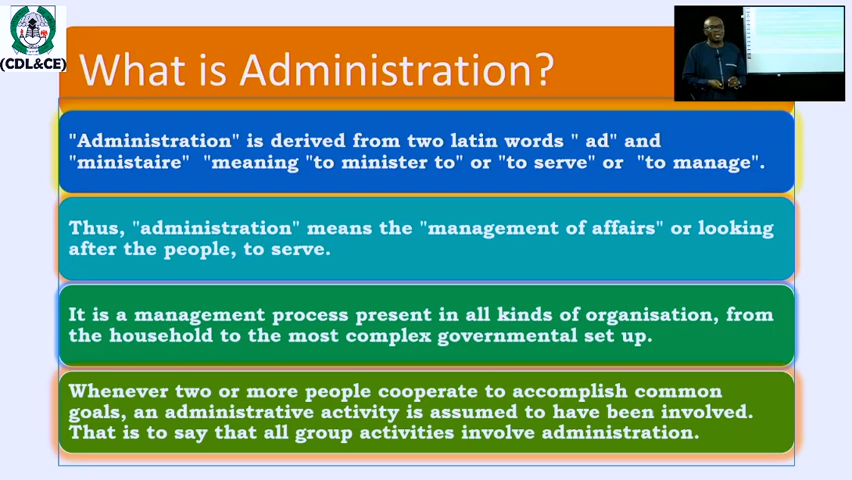 (CDL&CE)
What is Administration?
"Administration" is derived from two latin words " ad" and
"ministaire" "meaning "to minister to" or "to serve" or "to manage".
Thus, "administration" means the "management of affairs" or looking
after the people, to serve.
It is a management process present in all kinds of organisation, from
the household to the most complex governmental set up.
Whenever two or more people cooperate to accomplish common
goals, an administrative activity is assumed to have been involved.
That is to say that all group activities involve administration.